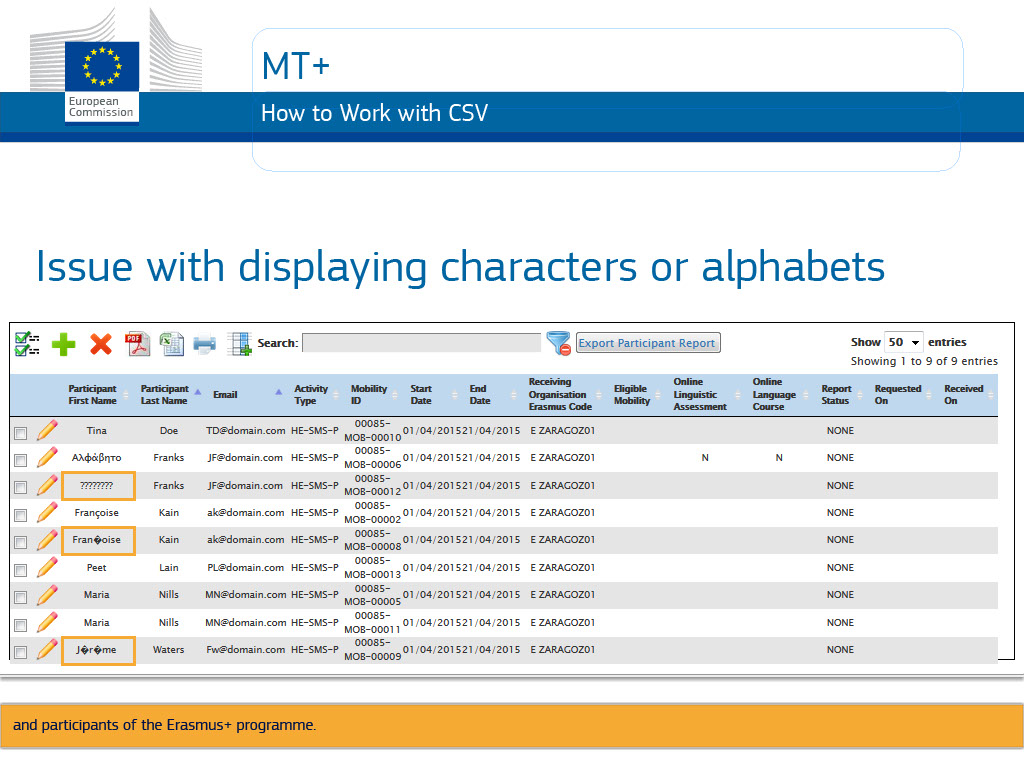 European
Commission
MT+
How to Work with CSV
Issue with displaying characters or alphabets
PDF
Search:
Export Participant Report
Show 50 entries
Showing 1 to 9 of 9 entries
Participant First Name Participant Last Name Email Activity Type Mobility ID Start Date End Date Receiving Organisation Erasmus Code Eligible Mobility Online Linguistic Assessment Online Language Course Report Status Requested On Received On
Tina Doe TD@domain.com HE-SMS-P 00085-MOB-00010 01/04/2015 21/04/2015 E ZARAGOZ01 NONE
Αλφάβητο Franks JF@domain.com HE-SMS-P 00085-MOB-00006 01/04/2015 21/04/2015 E ZARAGOZ01 N N NONE
???????? Franks JF@domain.com HE-SMS-P 00085-MOB-00012 01/04/2015 21/04/2015 E ZARAGOZ01 NONE
Françoise Kain ak@domain.com HE-SMS-P 00085-MOB-00002 01/04/2015 21/04/2015 E ZARAGOZ01 NONE
Fran�oise Kain ak@domain.com HE-SMS-P 00085-MOB-00008 01/04/2015 21/04/2015 E ZARAGOZ01 NONE
Peet Lain PL@domain.com HE-SMS-P 00085-MOB-00013 01/04/2015 21/04/2015 E ZARAGOZ01 NONE
Maria Nills MN@domain.com HE-SMS-P 00085-MOB-00005 01/04/2015 21/04/2015 E ZARAGOZ01 NONE
Maria Nills MN@domain.com HE-SMS-P 00085-MOB-00011 01/04/2015 21/04/2015 E ZARAGOZ01 NONE
J�r�me Waters Fw@domain.com HE-SMS-P 00085-MOB-00009 01/04/2015 21/04/2015 E ZARAGOZ01 NONE
and participants of the Erasmus+ programme.